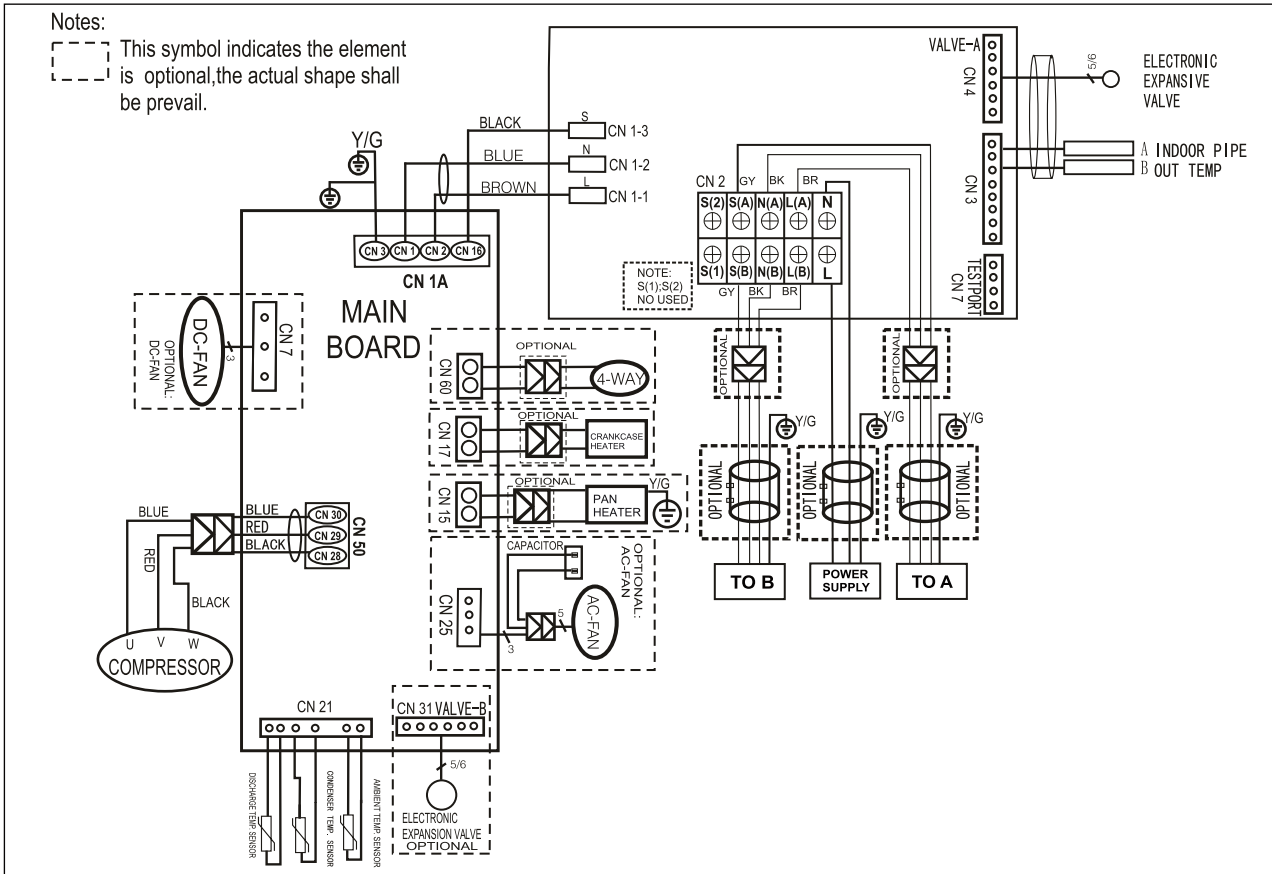 Notes:
This symbol indicates the element
is optional,the actual shape shall
be prevail.
Y/G
BLACK
S
CN 1-3
BLUE
N
CN 1-2
BROWN
L
CN 1-1
CN 3
CN 1
CN 2
CN 16
CN 1A
MAIN
BOARD
VALVE-A
CN 4
5/6
ELECTRONIC
EXPANSIVE
VALVE
CN 3
A INDOOR PIPE
B OUT TEMP
TESTPORT
CN 7
CN 2
GY
BK
BR
S(2)
S(A)
N(A)
L(A)
N
S(1)
S(B)
N(B)
L(B)
L
GY
BK
BR
NOTE:
S(1);S(2)
NO USED
OPTIONAL
OPTIONAL
Y/G
Y/G
Y/G
OPTIONAL
OPTIONAL
OPTIONAL
TO B
POWER
SUPPLY
TO A
OPTIONAL:
DC-FAN
DC-FAN
3
CN 7
CN 60
OPTIONAL
4-WAY
CN 17
OPTIONAL
CRANKCASE
HEATER
CN 15
OPTIONAL
PAN
HEATER
Y/G
CAPACITOR
OPTIONAL:
AC-FAN
CN 25
3
5
AC-FAN
BLUE
RED
BLACK
BLUE
RED
BLACK
CN 30
CN 29
CN 28
CN 50
U
V
W
COMPRESSOR
CN 21
DISCHARGE TEMP. SENSOR
CONDENSER TEMP. SENSOR
AMBIENT TEMP. SENSOR
CN 31 VALVE-B
5/6
ELECTRONIC
EXPANSION VALVE
OPTIONAL